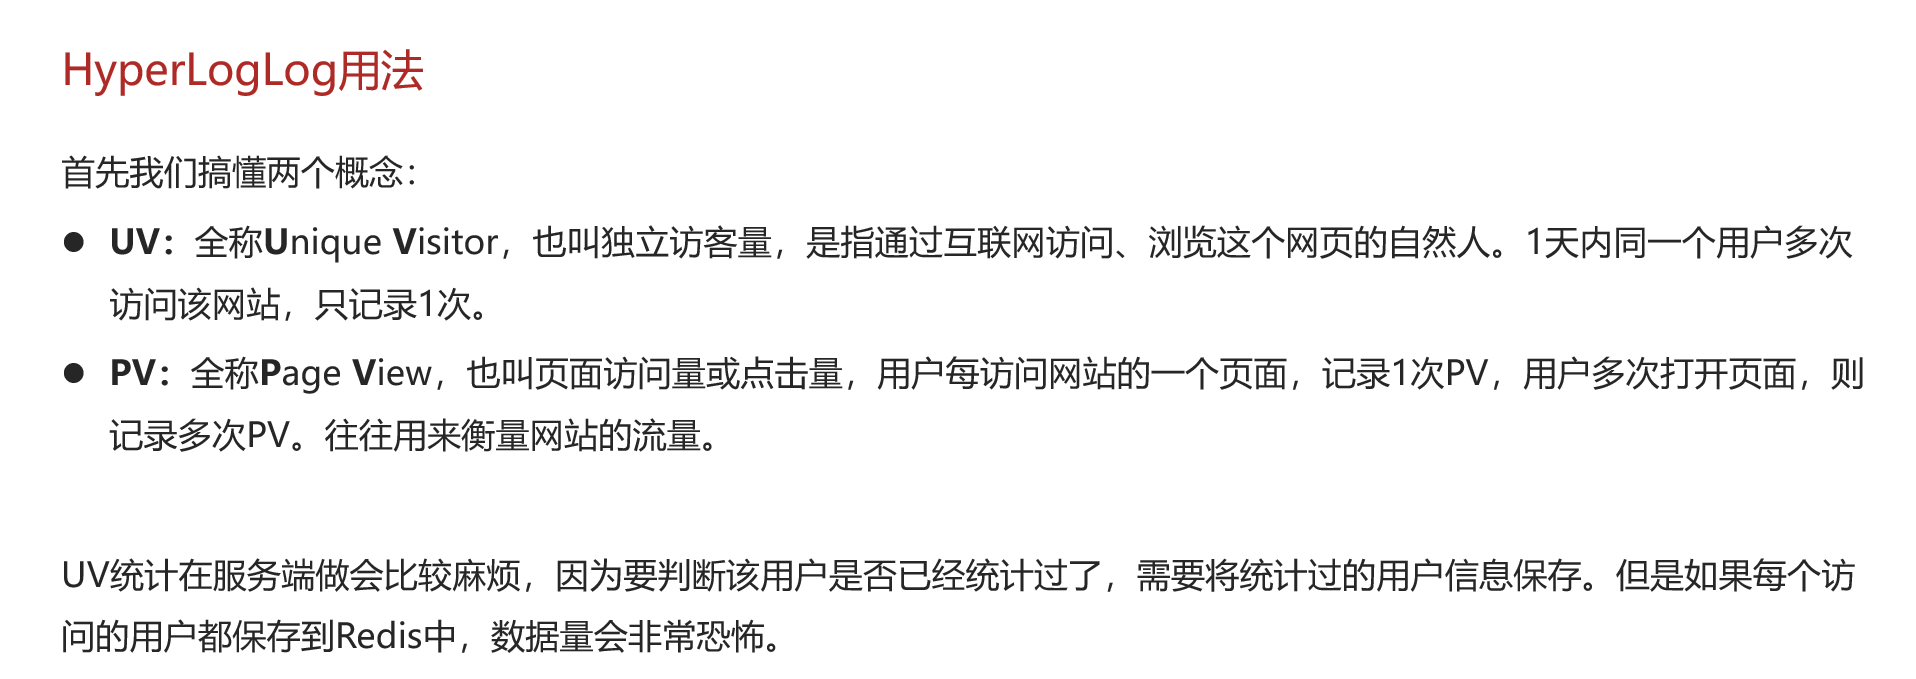 HyperLogLog用法
首先我们搞懂两个概念：
● UV：全称Unique Visitor，也叫独立访客量，是指通过互联网访问、浏览这个网页的自然人。1天内同一个用户多次
访问该网站，只记录1次。
● PV：全称Page View，也叫页面访问量或点击量，用户每访问网站的一个页面，记录1次PV，用户多次打开页面，则
记录多次PV。往往用来衡量网站的流量。
UV统计在服务端做会比较麻烦，因为要判断该用户是否已经统计过了，需要将统计过的用户信息保存。但是如果每个访
问的用户都保存到Redis中，数据量会非常恐怖。